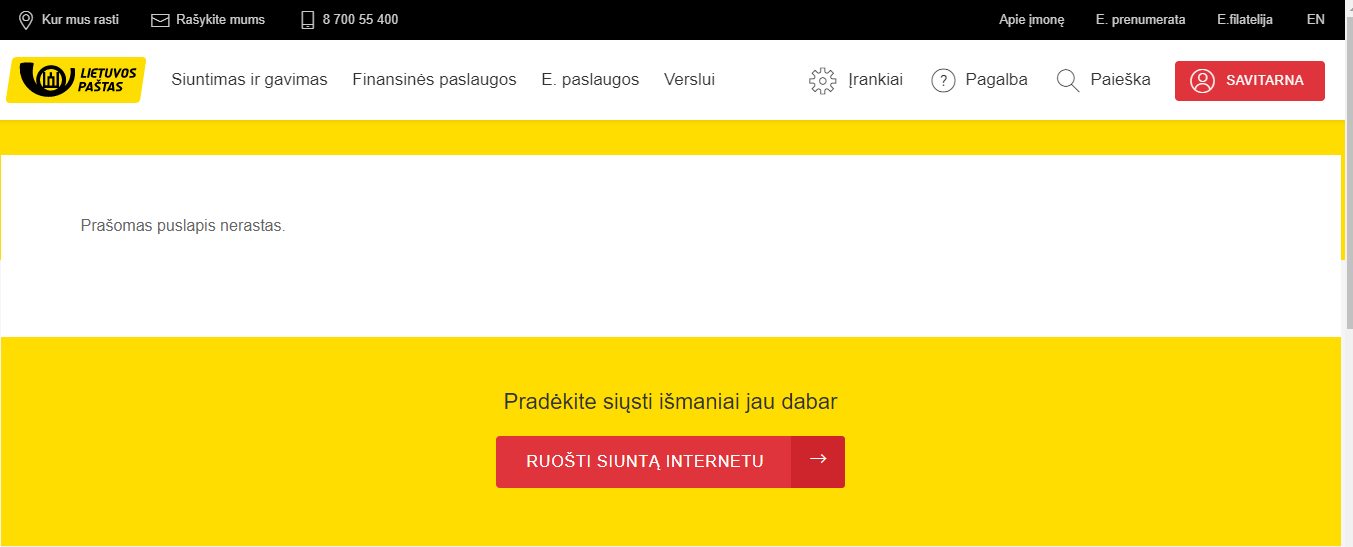 Kur mus rasti Rašykite mums 8 700 55 400 Apie įmonę E. prenumerata E.filatelija EN
LIETUVOS
PAŠTAS
Siuntimas ir gavimas Finansinės paslaugos E. paslaugos Verslui Įrankiai ? Pagalba Paieška SAVITARNA
Prašomas puslapis nerastas.
Pradėkite siųsti išmaniai jau dabar
RUOŠTI SIUNTĄ INTERNETU →